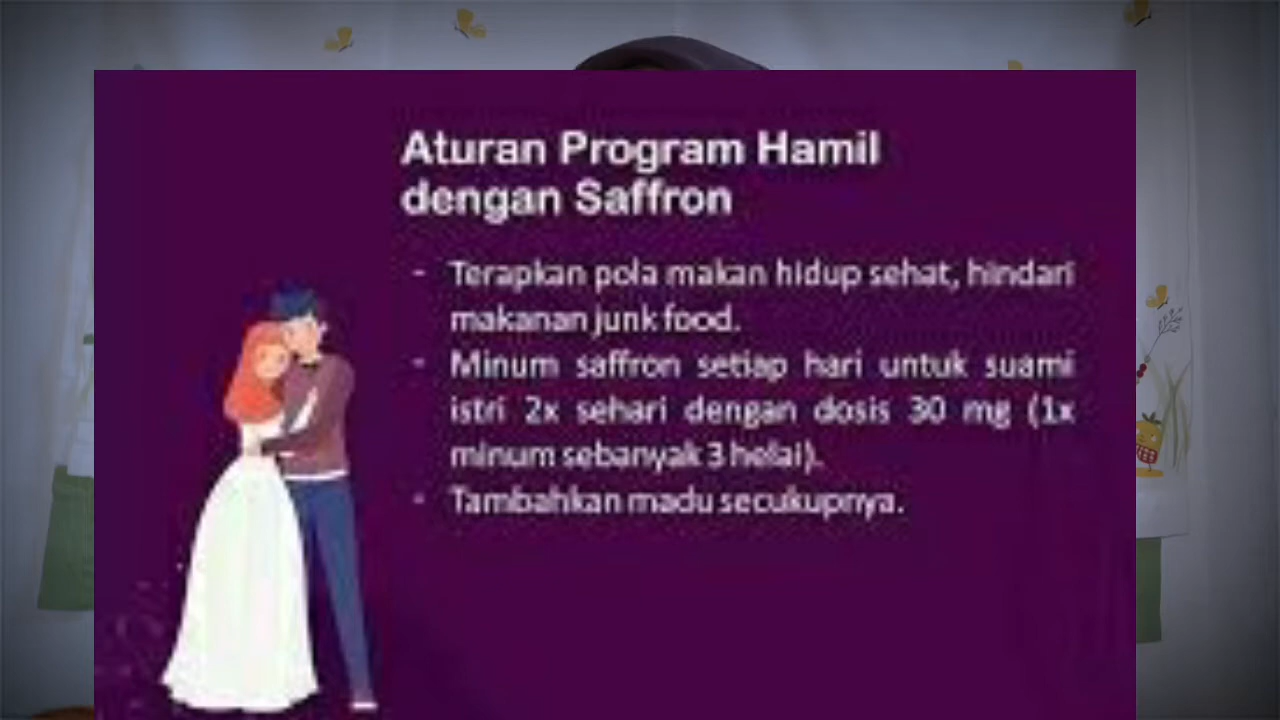 Aturan Program Hamil
dengan Saffron
- Terapkan pola makan hidup sehat, hindari
makanan junk food.
- Minum saffron setiap hari untuk suami
istri 2x sehari dengan dosis 30 mg (1x
minum sebanyak 3 helai).
- Tambahkan madu secukupnya.